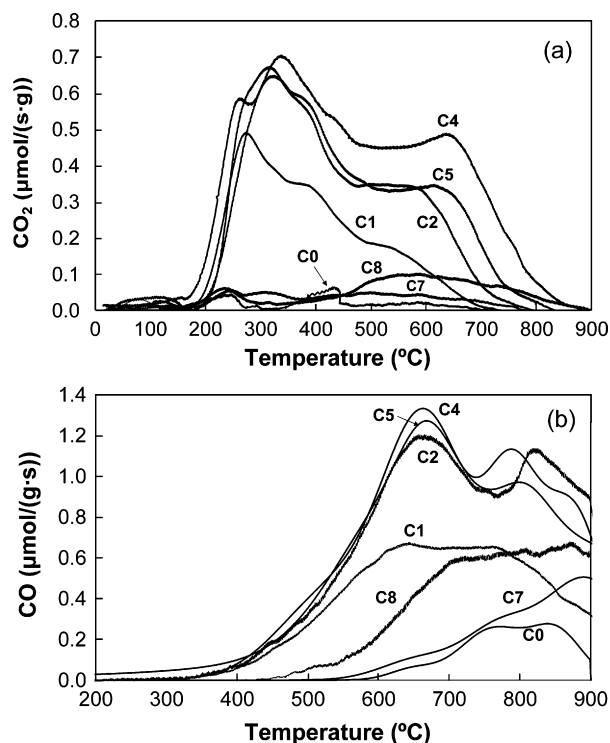 0.8
(a)
0.7
0.6
0.5
0.4
0.3
0.2
0.1
0.0
CO₂ (µmol/(s·g))
C4
C5
C1
C2
C0
C8
C7
0 100 200 300 400 500 600 700 800 900
Temperature (ºC)
1.4
(b)
1.2
1.0
0.8
0.6
0.4
0.2
0.0
CO (µmol/(g·s))
C5
C4
C2
C1
C8
C7
C0
200 300 400 500 600 700 800 900
Temperature (ºC)